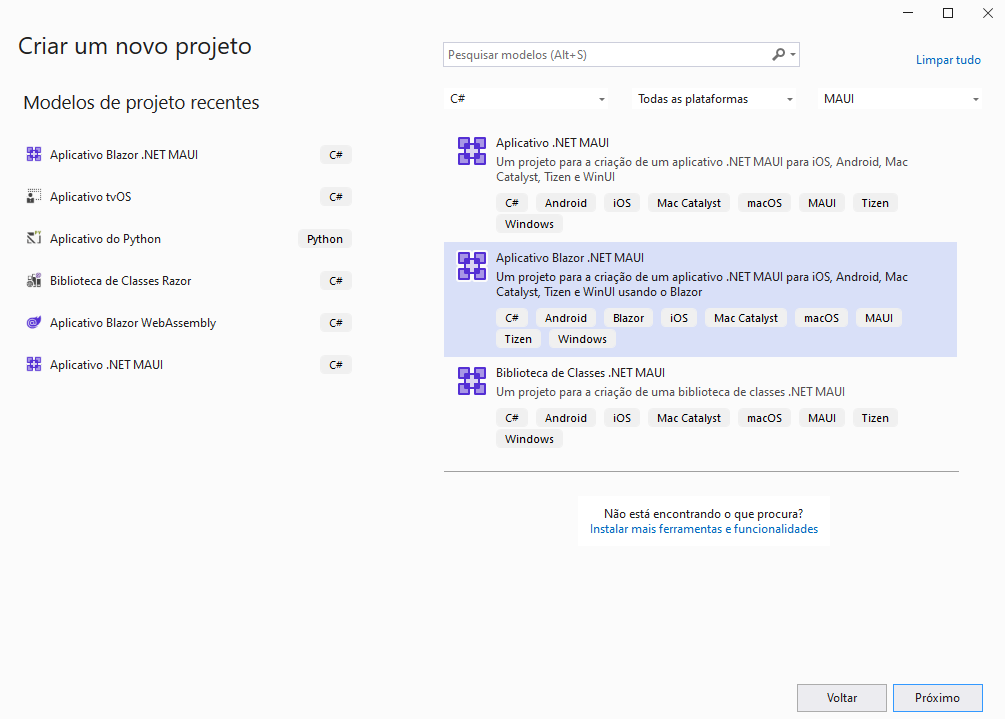 Criar um novo projeto
Modelos de projeto recentes
Aplicativo Blazor .NET MAUI C#
Aplicativo tvOS C#
Aplicativo do Python Python
Biblioteca de Classes Razor C#
Aplicativo Blazor WebAssembly C#
Aplicativo .NET MAUI C#
Pesquisar modelos (Alt+S)
Limpar tudo
C# Todas as plataformas MAUI
Aplicativo .NET MAUI
Um projeto para a criação de um aplicativo .NET MAUI para iOS, Android, Mac
Catalyst, Tizen e WinUI
C# Android iOS Mac Catalyst macOS MAUI Tizen
Windows
Aplicativo Blazor .NET MAUI
Um projeto para a criação de um aplicativo .NET MAUI para iOS, Android, Mac
Catalyst, Tizen e WinUI usando o Blazor
C# Android Blazor iOS Mac Catalyst macOS MAUI
Tizen Windows
Biblioteca de Classes .NET MAUI
Um projeto para a criação de uma biblioteca de classes .NET MAUI
C# Android iOS Mac Catalyst macOS MAUI Tizen
Windows
Não está encontrando o que procura?
Instalar mais ferramentas e funcionalidades
Voltar Próximo